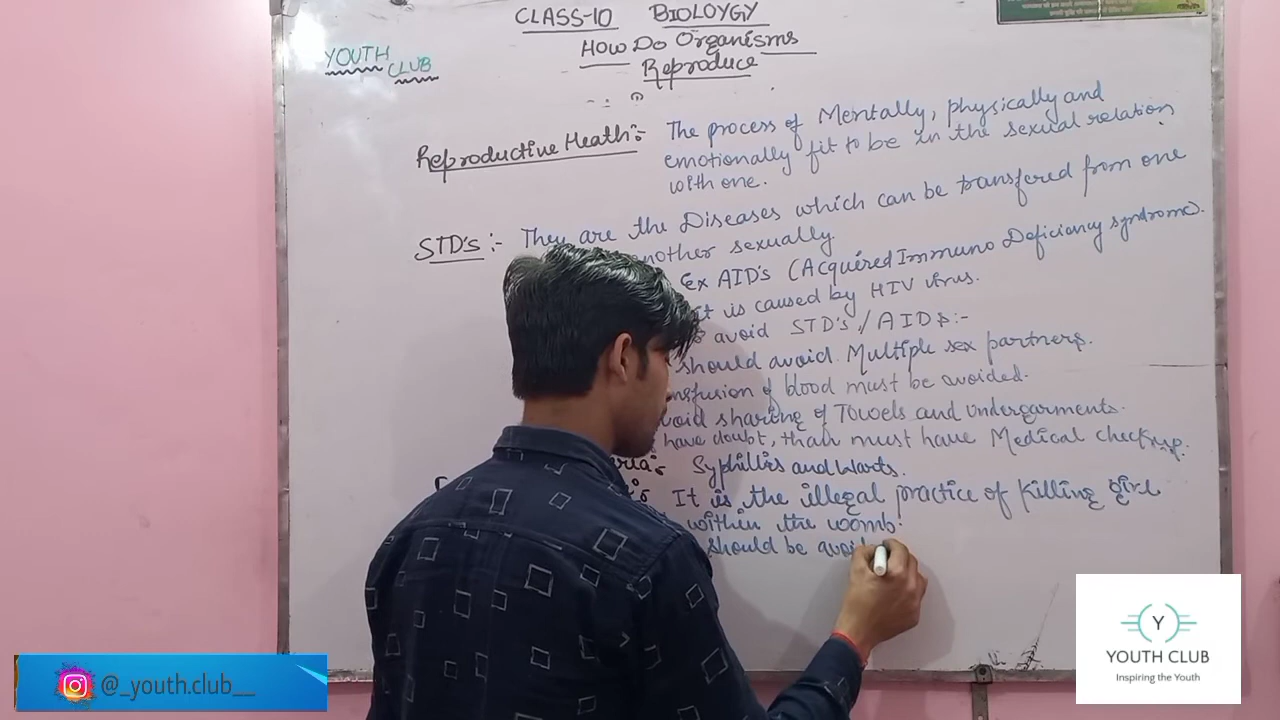 CLASS-10 BIOLOYGY
How Do Organisms
Reproduce
YOUTH
CLUB
Reproductive Heath:- The process of Mentally, physically and
emotionally fit to be in the sexual relation
with one.
STD's:- They are the Diseases which can be transfered from one
another sexually
Ex AID's (Acquired Immuno Deficiency syndrome).
it is caused by HIV virus.
avoid STD's / AIDs:-
should avoid Multiple sex partners.
of blood must be avoided.
sharing of Towels and undergarments.
have doubt, than must have Medical checkup.
Syphillis and Warts.
It is the illegal practice of killing girl
within the womb.
should be
@_youth.club__
Y
YOUTH CLUB
Inspiring the Youth